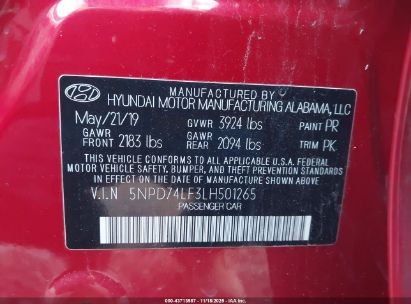 MANUFACTURED BY
HYUNDAI MOTOR MANUFACTURING ALABAMA, LLC
May/21/19 GVWR 3924 lbs PAINT PR
GAWR FRONT 2183 lbs GAWR REAR 2094 lbs TRIM PK
THIS VEHICLE CONFORMS TO ALL APPLICABLE U.S.A. FEDERAL
MOTOR VEHICLE SAFETY, BUMPER, AND THEFT PREVENTION
STANDARDS IN EFFECT ON THE DATE OF MANUFACTURE SHOWN ABOVE.
V.I.N 5NPD74LF3LH501265
PASSENGER CAR